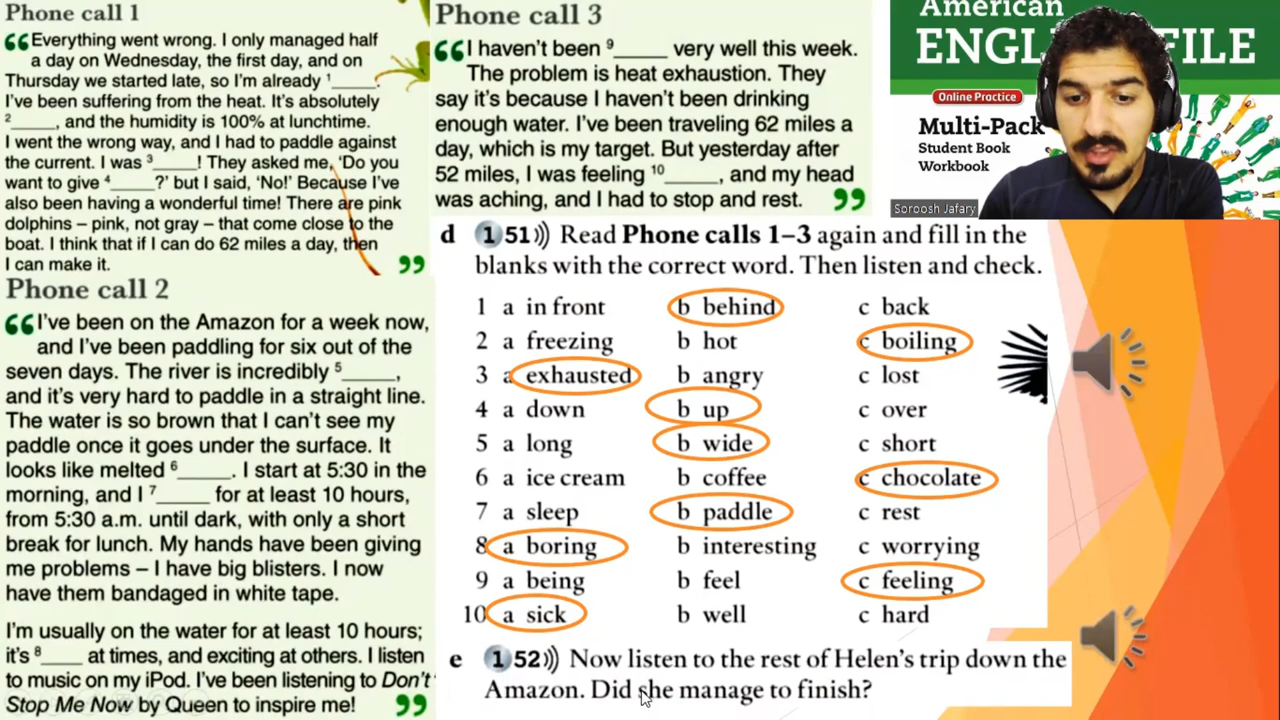 Phone call 1
“Everything went wrong. I only managed half
a day on Wednesday, the first day, and on
Thursday we started late, so I'm already 1_____.
I've been suffering from the heat. It's absolutely
2_____, and the humidity is 100% at lunchtime.
I went the wrong way, and I had to paddle against
the current. I was 3_____! They asked me, ‘Do you
want to give 4_____?’ but I said, ‘No!’ Because I've
also been having a wonderful time! There are pink
dolphins – pink, not gray – that come close to the
boat. I think that if I can do 62 miles a day, then
I can make it. ”
Phone call 2
“I've been on the Amazon for a week now,
and I've been paddling for six out of the
seven days. The river is incredibly 5_____,
and it's very hard to paddle in a straight line.
The water is so brown that I can't see my
paddle once it goes under the surface. It
looks like melted 6_____. I start at 5:30 in the
morning, and I 7_____ for at least 10 hours,
from 5:30 a.m. until dark, with only a short
break for lunch. My hands have been giving
me problems – I have big blisters. I now
have them bandaged in white tape.
I'm usually on the water for at least 10 hours;
it's 8_____ at times, and exciting at others. I listen
to music on my iPod. I've been listening to Don't
Stop Me Now by Queen to inspire me! ”
Phone call 3
“I haven't been 9_____ very well this week.
The problem is heat exhaustion. They
say it's because I haven't been drinking
enough water. I've been traveling 62 miles a
day, which is my target. But yesterday after
52 miles, I was feeling 10_____, and my head
was aching, and I had to stop and rest. ”
d 1 51))) Read Phone calls 1–3 again and fill in the
blanks with the correct word. Then listen and check.
1 a in front b behind c back
2 a freezing b hot c boiling
3 a exhausted b angry c lost
4 a down b up c over
5 a long b wide c short
6 a ice cream b coffee c chocolate
7 a sleep b paddle c rest
8 a boring b interesting c worrying
9 a being b feel c feeling
10 a sick b well c hard
e 1 52))) Now listen to the rest of Helen's trip down the
Amazon. Did she manage to finish?
American
ENGL FILE
Online Practice
Multi-Pack
Student Book
Workbook
Soroosh Jafary